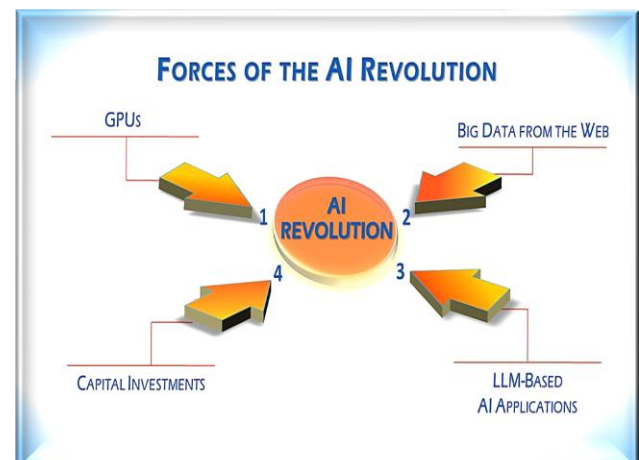 FORCES OF THE AI REVOLUTION
GPUs
BIG DATA FROM THE WEB
1
2
AI
REVOLUTION
4
3
CAPITAL INVESTMENTS
LLM-BASED
AI APPLICATIONS